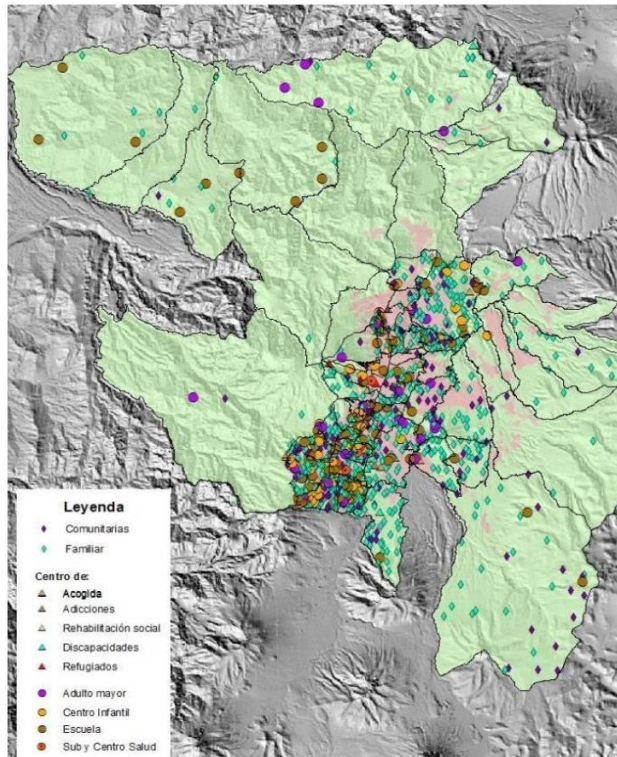 Leyenda
Comunitarias
Familiar
Centro de:
Acogida
Adicciones
Rehabilitación social
Discapacidades
Refugiados
Adulto mayor
Centro Infantil
Escuela
Sub y Centro Salud